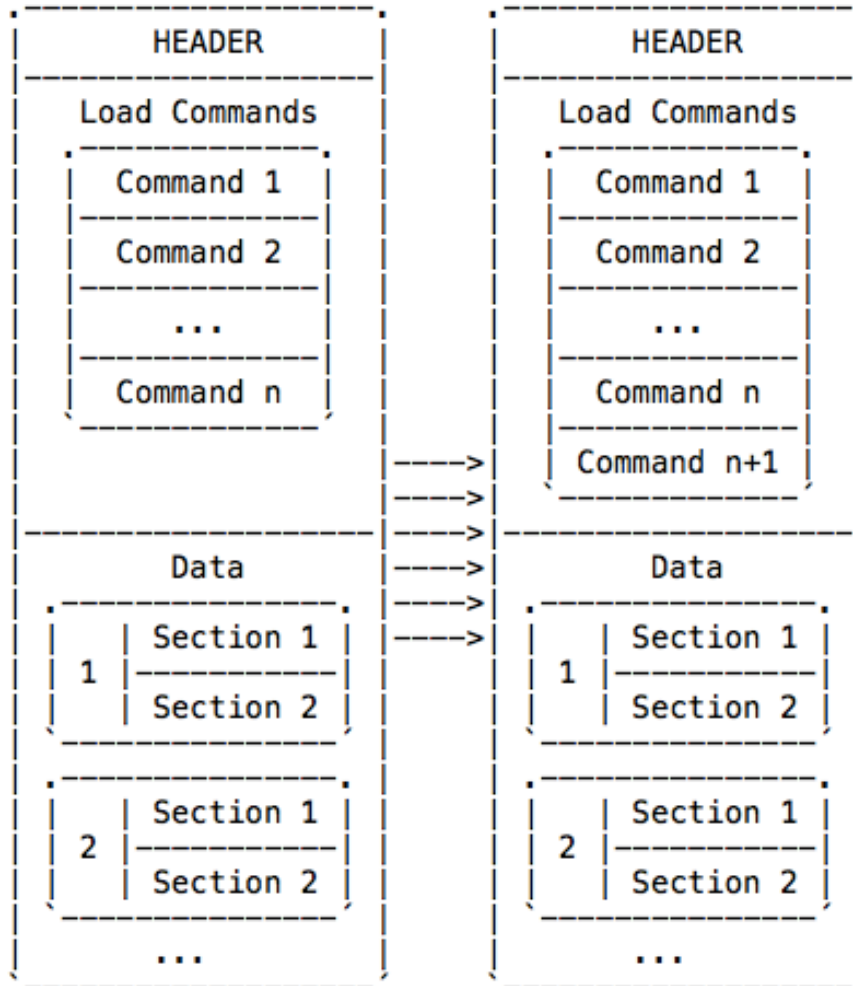 HEADER HEADER
Load Commands Load Commands
Command 1 Command 1
Command 2 Command 2
... ...
Command n Command n
Command n+1
Data Data
Section 1 Section 1
1 1
Section 2 Section 2
Section 1 Section 1
2 2
Section 2 Section 2
... ...